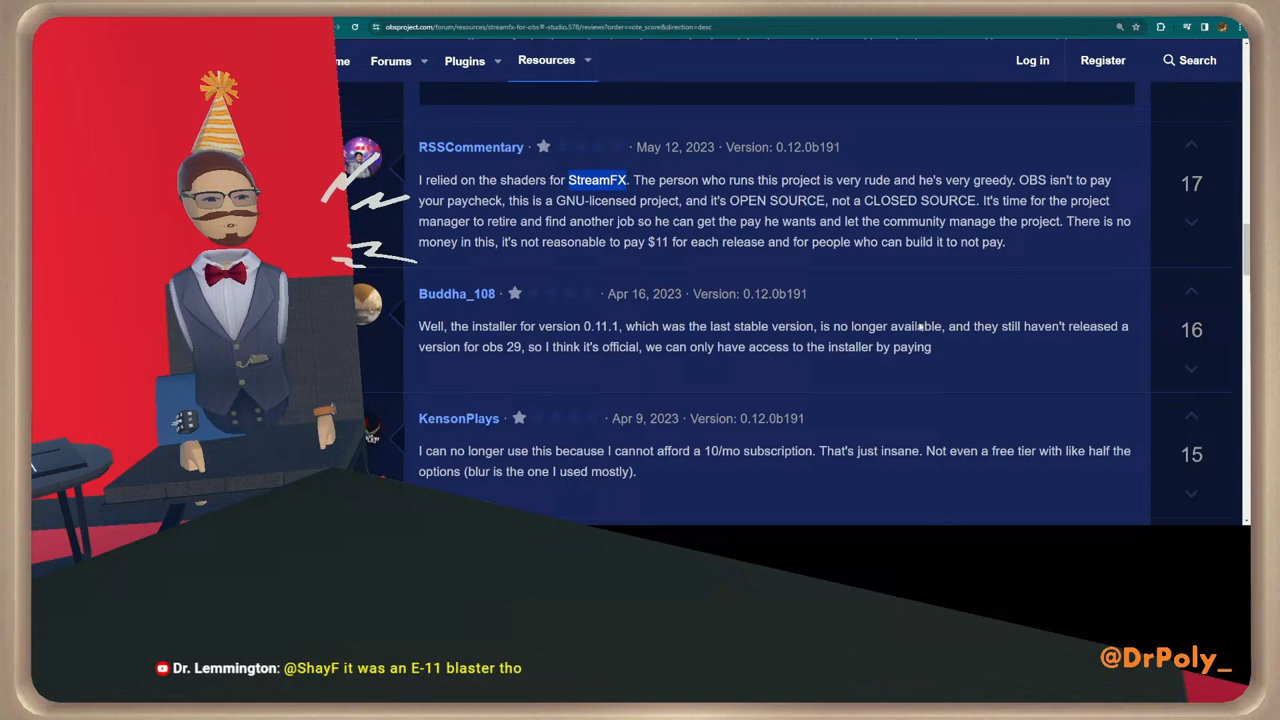 obsproject.com/forum/resources/streamfx-for-obs®-studio.578/reviews?order=vote_score&direction=desc
me Forums Plugins Resources Log in Register Search
RSSCommentary · May 12, 2023 · Version: 0.12.0b191
I relied on the shaders for StreamFX. The person who runs this project is very rude and he's very greedy. OBS isn't to pay
your paycheck, this is a GNU-licensed project, and it's OPEN SOURCE, not a CLOSED SOURCE. It's time for the project
manager to retire and find another job so he can get the pay he wants and let the community manage the project. There is no
money in this, it's not reasonable to pay $11 for each release and for people who can build it to not pay.
17
Buddha_108 · Apr 16, 2023 · Version: 0.12.0b191
Well, the installer for version 0.11.1, which was the last stable version, is no longer available, and they still haven't released a
version for obs 29, so I think it's official, we can only have access to the installer by paying
16
KensonPlays · Apr 9, 2023 · Version: 0.12.0b191
I can no longer use this because I cannot afford a 10/mo subscription. That's just insane. Not even a free tier with like half the
options (blur is the one I used mostly).
15
Dr. Lemmington: @ShayF it was an E-11 blaster tho
@DrPoly_